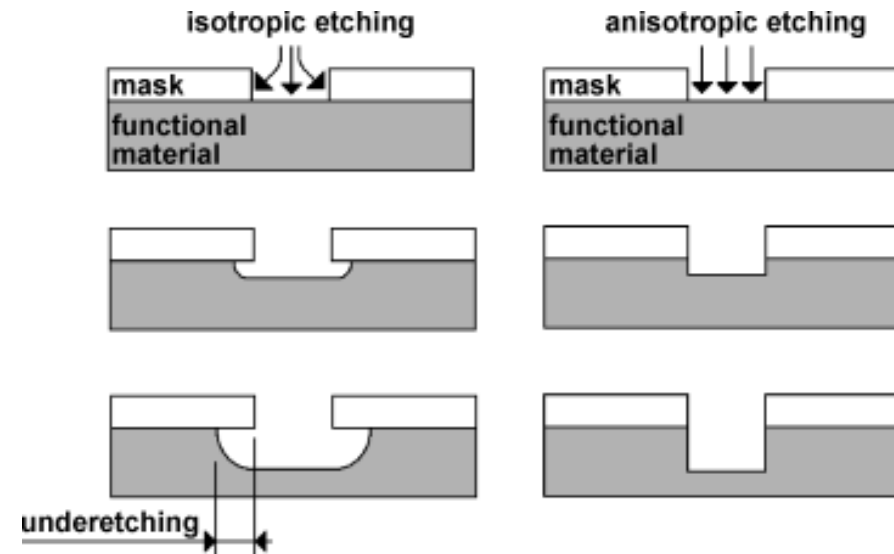 isotropic etching
anisotropic etching
mask
mask
functional
material
functional
material
underetching